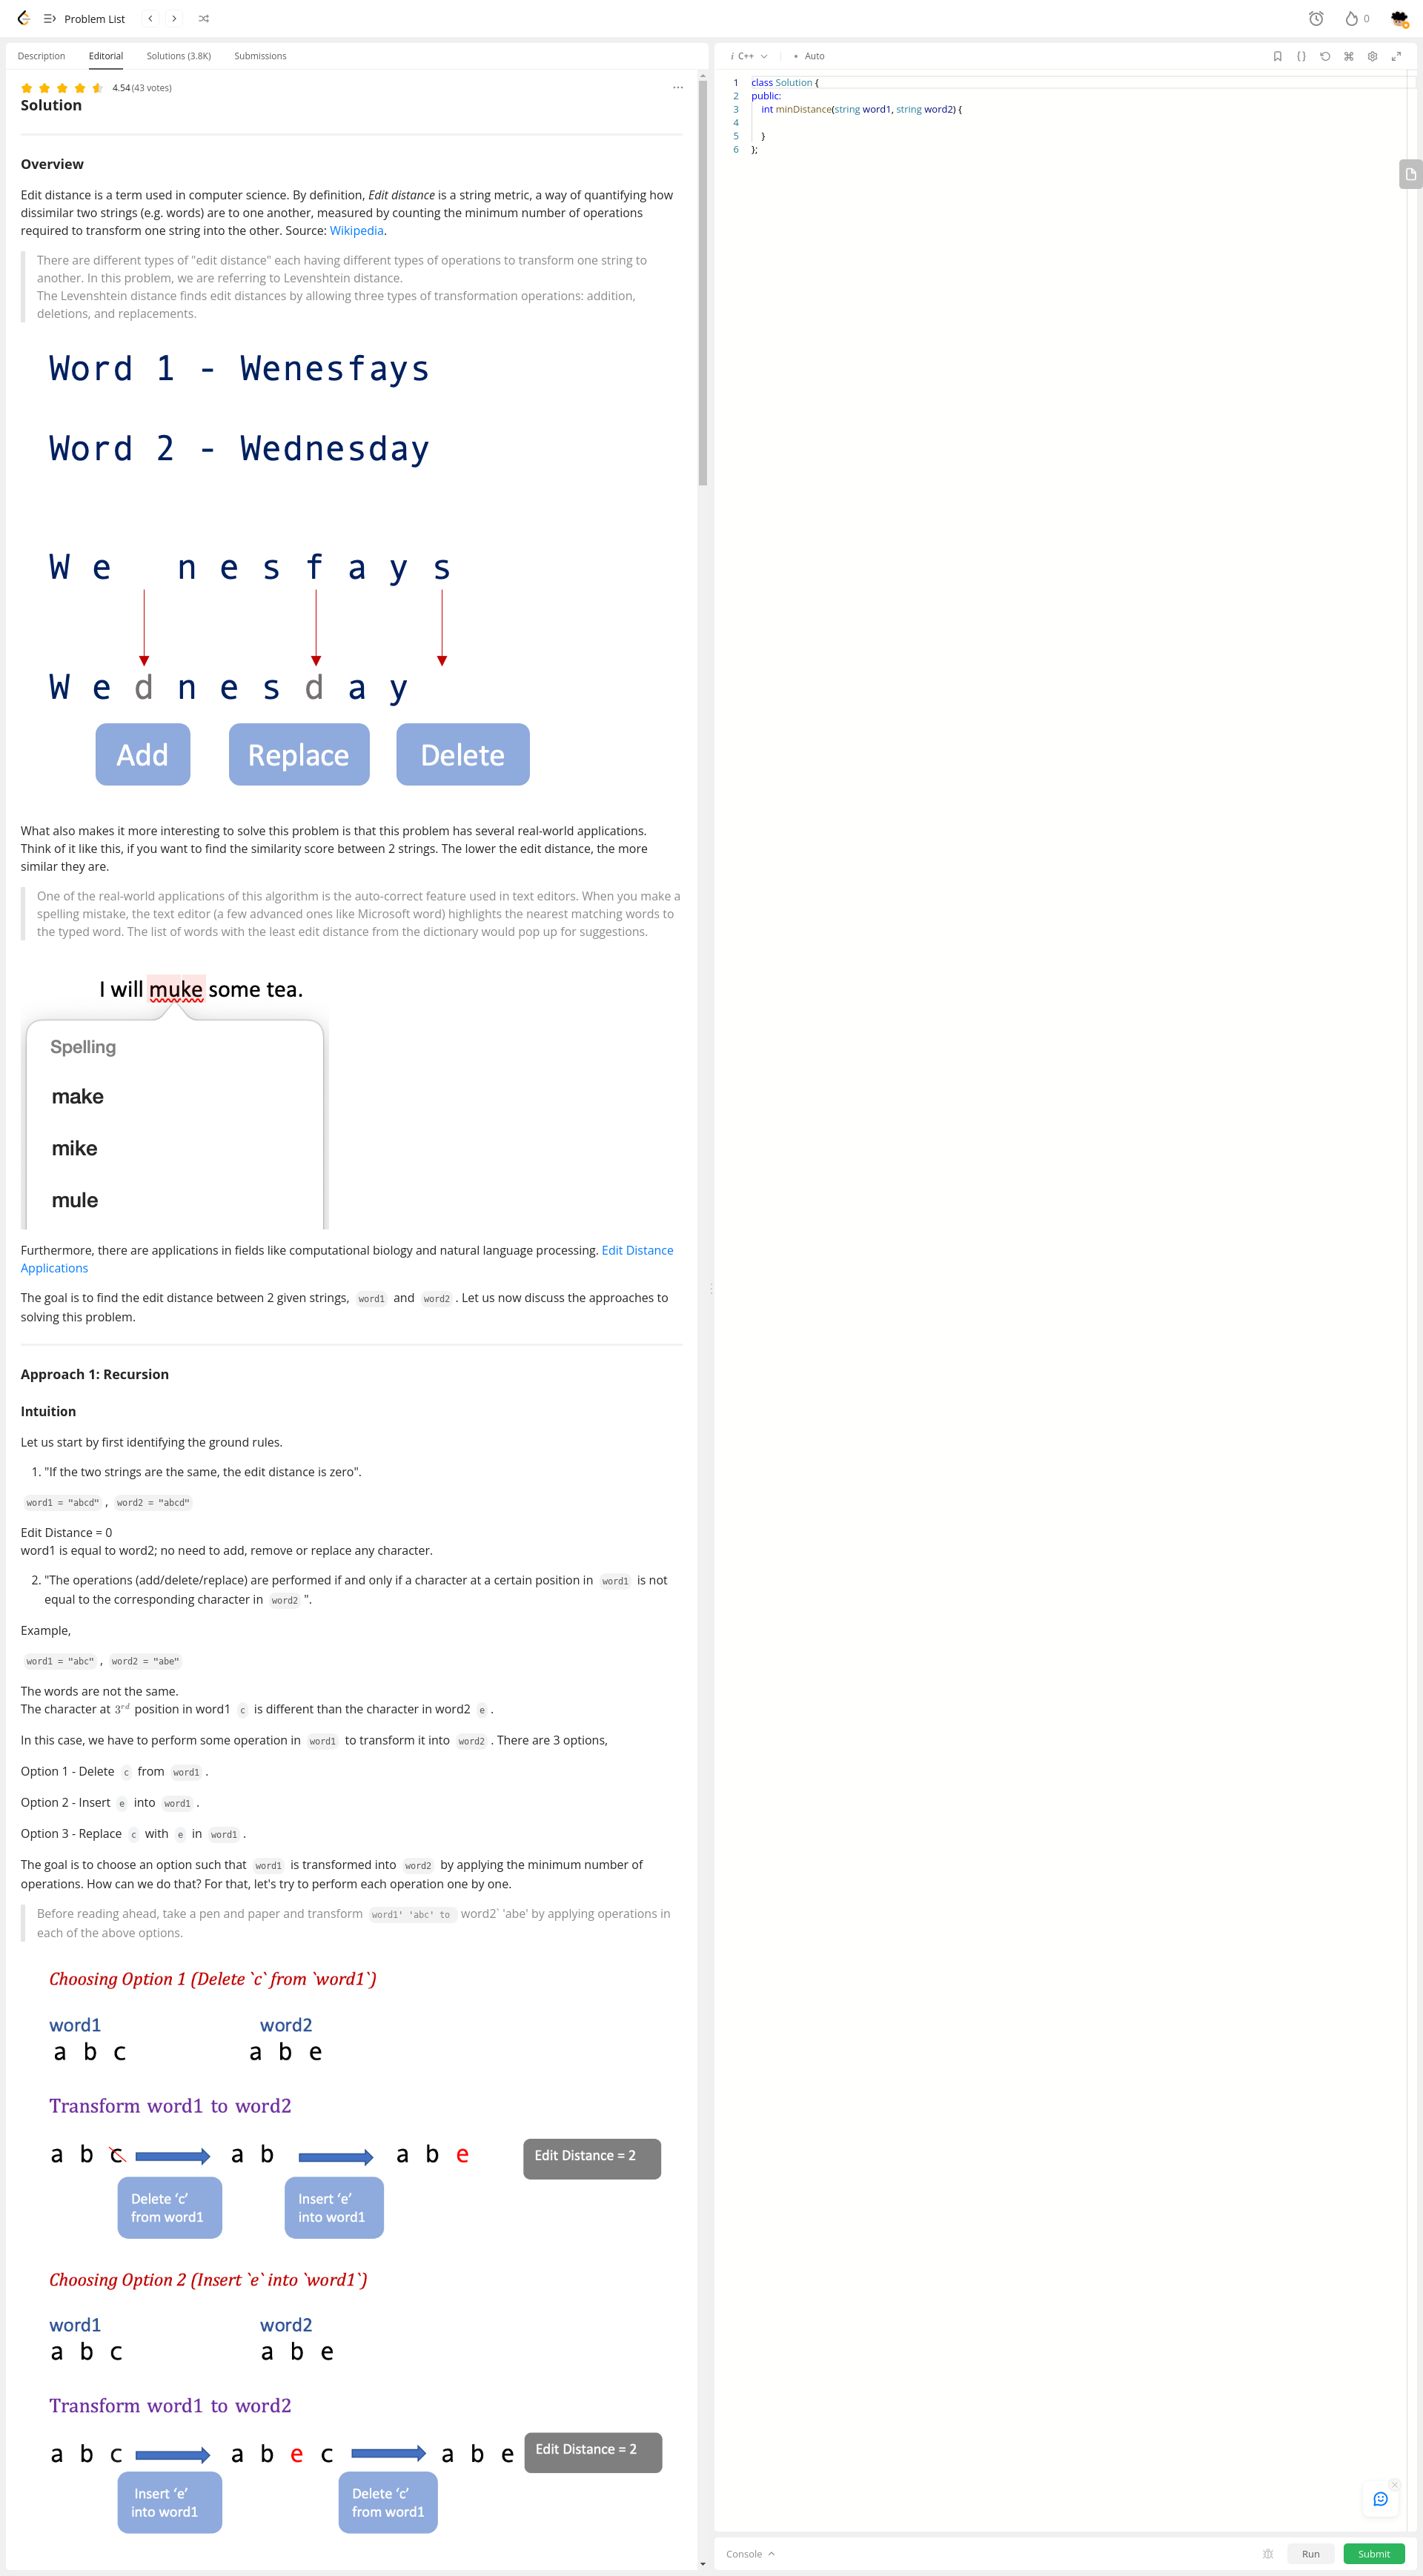 Problem List
0
Description Editorial Solutions (3.8K) Submissions
4.54 (43 votes)
Solution
Overview
Edit distance is a term used in computer science. By definition, Edit distance is a string metric, a way of quantifying how
dissimilar two strings (e.g. words) are to one another, measured by counting the minimum number of operations
required to transform one string into the other. Source: Wikipedia.
There are different types of "edit distance" each having different types of operations to transform one string to
another. In this problem, we are referring to Levenshtein distance.
The Levenshtein distance finds edit distances by allowing three types of transformation operations: addition,
deletions, and replacements.
Word 1 - Wenesfays
Word 2 - Wednesday
W e n e s f a y s
W e d n e s d a y
Add Replace Delete
What also makes it more interesting to solve this problem is that this problem has several real-world applications.
Think of it like this, if you want to find the similarity score between 2 strings. The lower the edit distance, the more
similar they are.
One of the real-world applications of this algorithm is the auto-correct feature used in text editors. When you make a
spelling mistake, the text editor (a few advanced ones like Microsoft word) highlights the nearest matching words to
the typed word. The list of words with the least edit distance from the dictionary would pop up for suggestions.
I will muke some tea.
Spelling
make
mike
mule
Furthermore, there are applications in fields like computational biology and natural language processing. Edit Distance
Applications
The goal is to find the edit distance between 2 given strings, word1 and word2 . Let us now discuss the approaches to
solving this problem.
Approach 1: Recursion
Intuition
Let us start by first identifying the ground rules.
1. "If the two strings are the same, the edit distance is zero".
word1 = "abcd" , word2 = "abcd"
Edit Distance = 0
word1 is equal to word2; no need to add, remove or replace any character.
2. "The operations (add/delete/replace) are performed if and only if a character at a certain position in word1 is not
equal to the corresponding character in word2 ".
Example,
word1 = "abc" , word2 = "abe"
The words are not the same.
The character at 3rd position in word1 c is different than the character in word2 e .
In this case, we have to perform some operation in word1 to transform it into word2 . There are 3 options,
Option 1 - Delete c from word1 .
Option 2 - Insert e into word1 .
Option 3 - Replace c with e in word1 .
The goal is to choose an option such that word1 is transformed into word2 by applying the minimum number of
operations. How can we do that? For that, let's try to perform each operation one by one.
Before reading ahead, take a pen and paper and transform word1' 'abc' to word2` 'abe' by applying operations in
each of the above options.
Choosing Option 1 (Delete `c` from `word1`)
word1 word2
a b c a b e
Transform word1 to word2
a b c a b a b e Edit Distance = 2
Delete ‘c’ Insert ‘e’
from word1 into word1
Choosing Option 2 (Insert `e` into `word1`)
word1 word2
a b c a b e
Transform word1 to word2
a b c a b e c a b e Edit Distance = 2
Insert ‘e’ Delete ‘c’
into word1 from word1
i C++ • Auto
1 class Solution {
2 public:
3 int minDistance(string word1, string word2) {
4
5 }
6 };
Console Run Submit